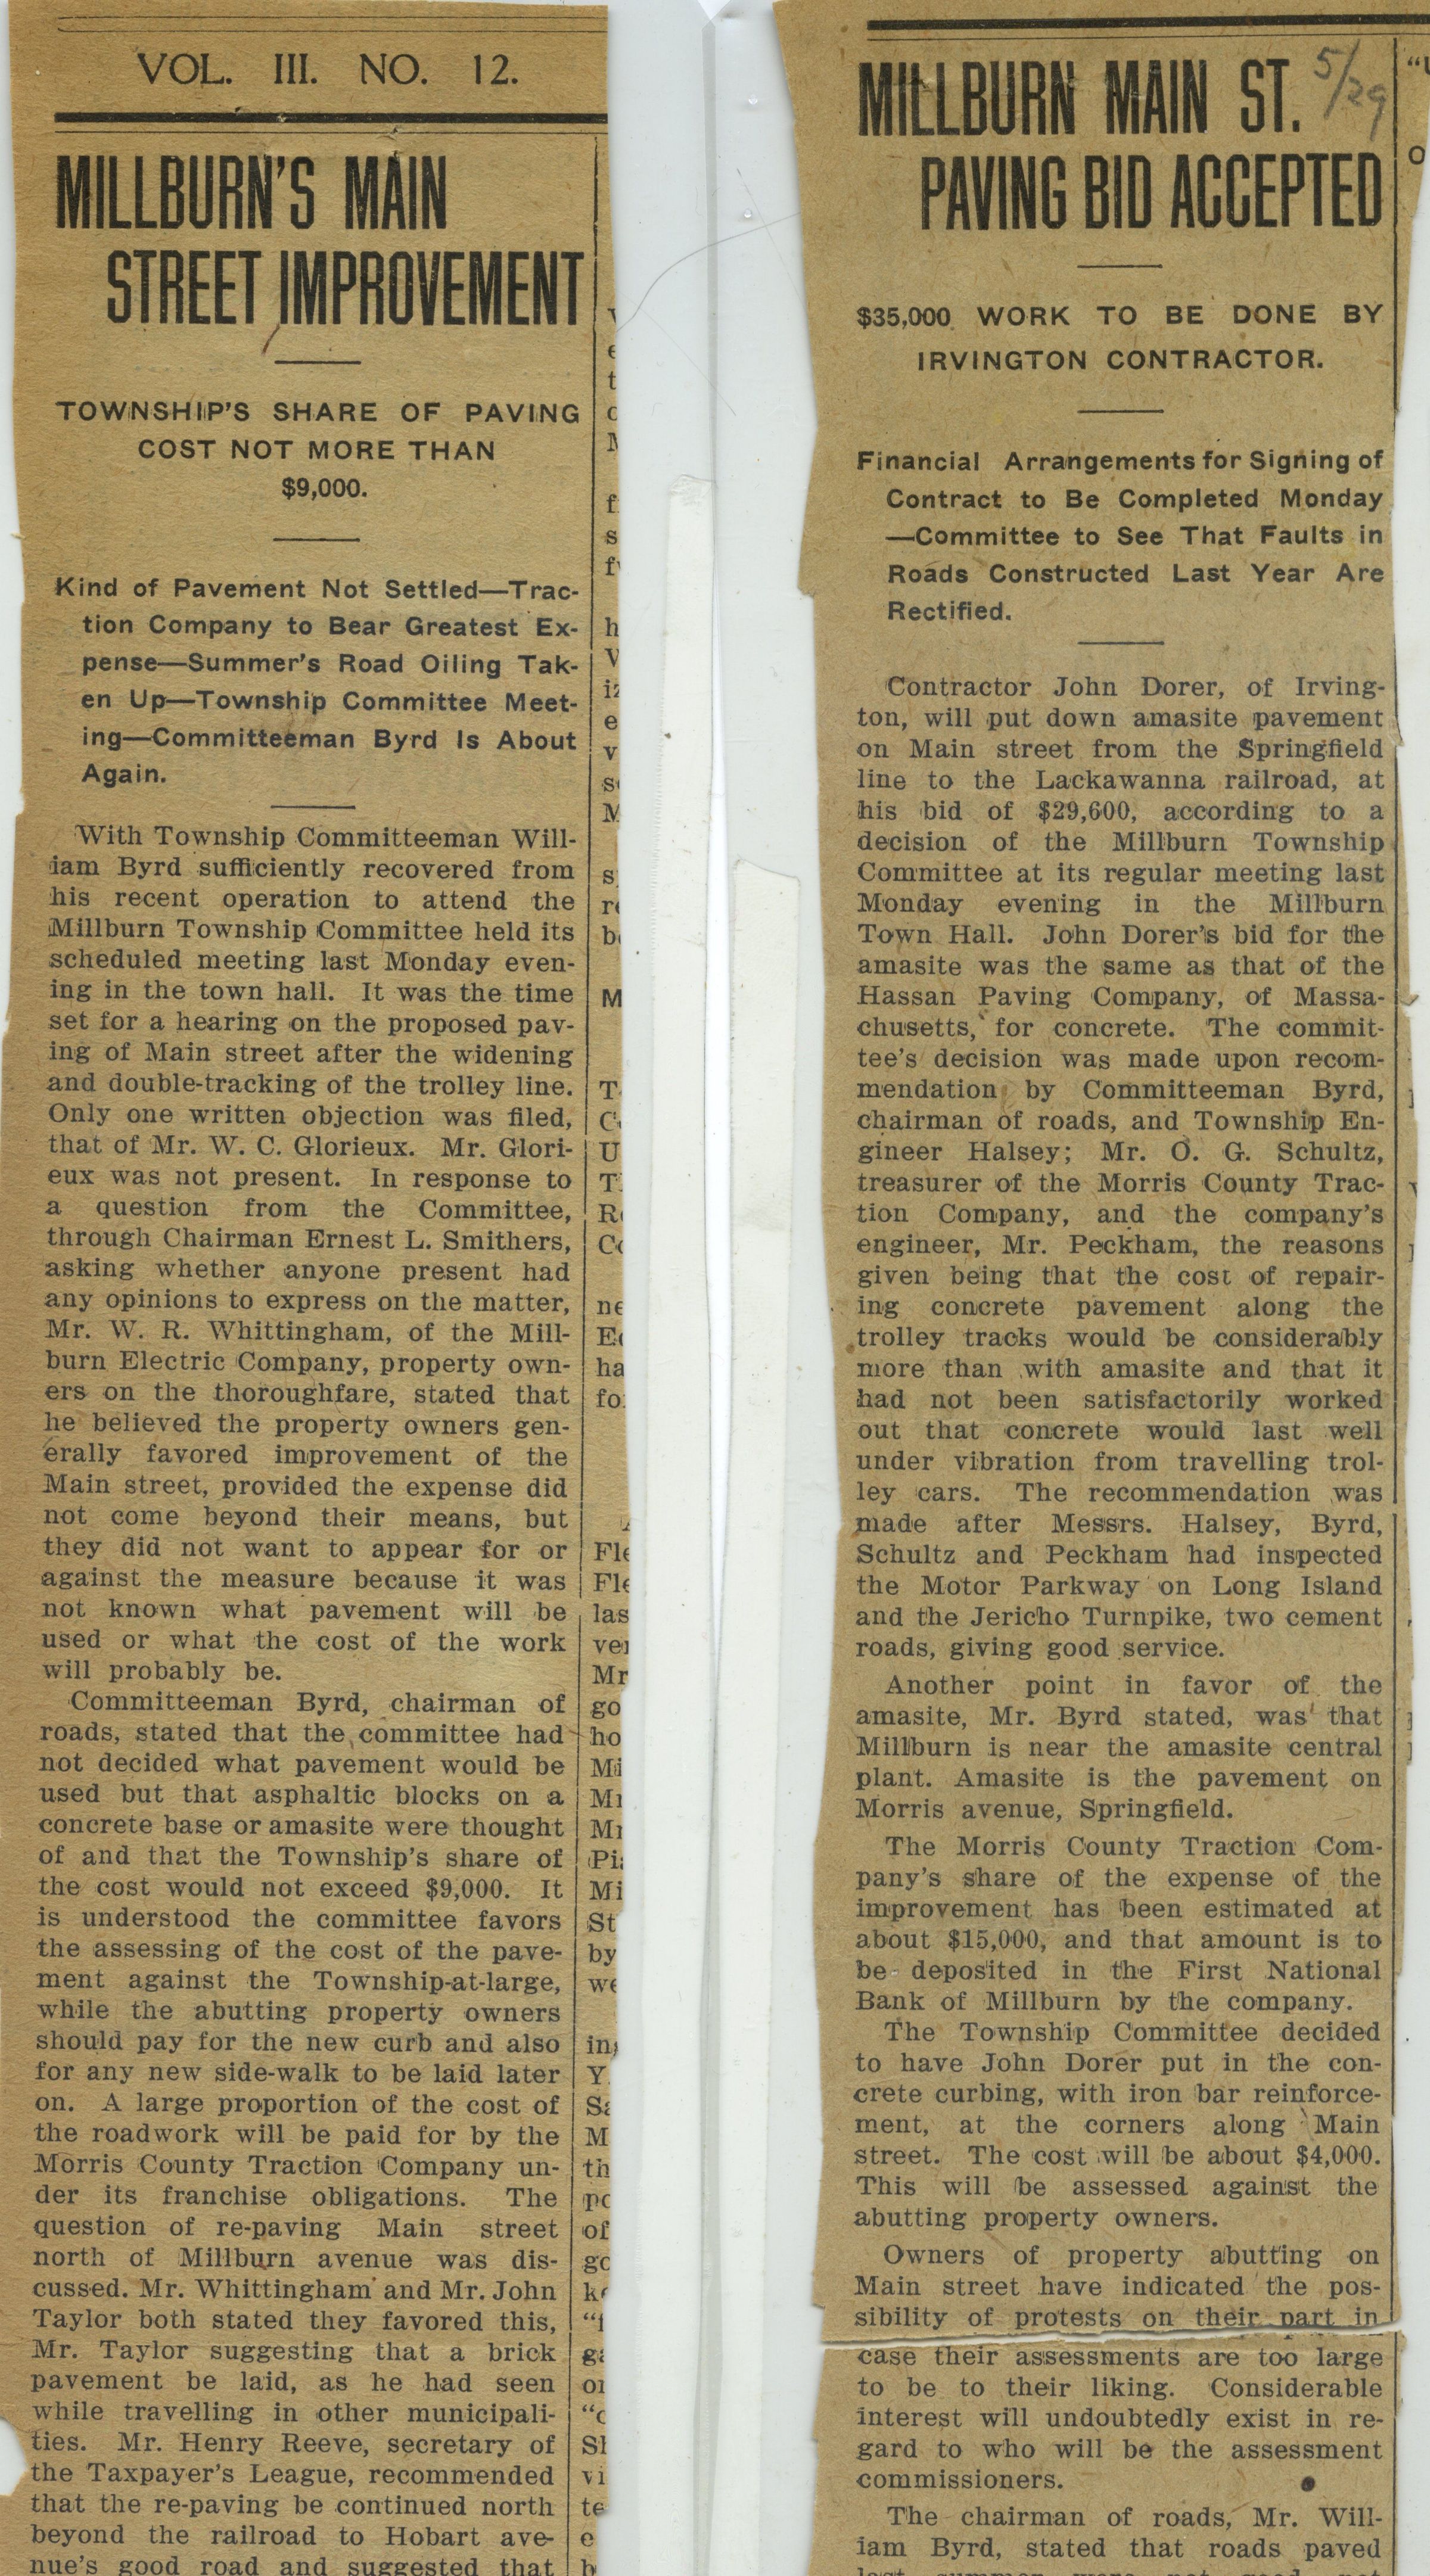 VOL. III. NO. 12.
MILLBURN'S MAIN
STREET IMPROVEMENT
TOWNSHIP'S SHARE OF PAVING
COST NOT MORE THAN
$9,000.
Kind of Pavement Not Settled—Trac-
tion Company to Bear Greatest Ex-
pense—Summer's Road Oiling Tak-
en Up—Township Committee Meet-
ing—Committeeman Byrd Is About
Again.
With Township Committeeman Will-
iam Byrd sufficiently recovered from
his recent operation to attend the
Millburn Township Committee held its
scheduled meeting last Monday even-
ing in the town hall. It was the time
set for a hearing on the proposed pav-
ing of Main street after the widening
and double-tracking of the trolley line.
Only one written objection was filed,
that of Mr. W. C. Glorieux. Mr. Glori-
eux was not present. In response to
a question from the Committee,
through Chairman Ernest L. Smithers,
asking whether anyone present had
any opinions to express on the matter,
Mr. W. R. Whittingham, of the Mill-
burn Electric Company, property own-
ers on the thoroughfare, stated that
he believed the property owners gen-
erally favored improvement of the
Main street, provided the expense did
not come beyond their means, but
they did not want to appear for or
against the measure because it was
not known what pavement will be
used or what the cost of the work
will probably be.
Committeeman Byrd, chairman of
roads, stated that the committee had
not decided what pavement would be
used but that asphaltic blocks on a
concrete base or amasite were thought
of and that the Township's share of
the cost would not exceed $9,000. It
is understood the committee favors
the assessing of the cost of the pave-
ment against the Township-at-large,
while the abutting property owners
should pay for the new curb and also
for any new side-walk to be laid later
on. A large proportion of the cost of
the roadwork will be paid for by the
Morris County Traction Company un-
der its franchise obligations. The
question of re-paving Main street
north of Millburn avenue was dis-
cussed. Mr. Whittingham and Mr. John
Taylor both stated they favored this,
Mr. Taylor suggesting that a brick
pavement be laid, as he had seen
while travelling in other municipali-
ties. Mr. Henry Reeve, secretary of
the Taxpayer's League, recommended
that the re-paving be continued north
beyond the railroad to Hobart ave-
nue's good road and suggested that
MILLBURN MAIN ST.
5/29
PAVING BID ACCEPTED
$35,000 WORK TO BE DONE BY
IRVINGTON CONTRACTOR.
Financial Arrangements for Signing of
Contract to Be Completed Monday
—Committee to See That Faults in
Roads Constructed Last Year Are
Rectified.
Contractor John Dorer, of Irving-
ton, will put down amasite pavement
on Main street from the Springfield
line to the Lackawanna railroad, at
his bid of $29,600, according to a
decision of the Millburn Township
Committee at its regular meeting last
Monday evening in the Millburn
Town Hall. John Dorer's bid for the
amasite was the same as that of the
Hassan Paving Company, of Massa-
chusetts, for concrete. The commit-
tee's decision was made upon recom-
mendation by Committeeman Byrd,
chairman of roads, and Township En-
gineer Halsey; Mr. O. G. Schultz,
treasurer of the Morris County Trac-
tion Company, and the company's
engineer, Mr. Peckham, the reasons
given being that the cost of repair-
ing concrete pavement along the
trolley tracks would be considerably
more than with amasite and that it
had not been satisfactorily worked
out that concrete would last well
under vibration from travelling trol-
ley cars. The recommendation was
made after Messrs. Halsey, Byrd,
Schultz and Peckham had inspected
the Motor Parkway on Long Island
and the Jericho Turnpike, two cement
roads, giving good service.
Another point in favor of the
amasite, Mr. Byrd stated, was that
Millburn is near the amasite central
plant. Amasite is the pavement on
Morris avenue, Springfield.
The Morris County Traction Com-
pany's share of the expense of the
improvement has been estimated at
about $15,000, and that amount is to
be deposited in the First National
Bank of Millburn by the company.
The Township Committee decided
to have John Dorer put in the con-
crete curbing, with iron bar reinforce-
ment, at the corners along Main
street. The cost will be about $4,000.
This will be assessed against the
abutting property owners.
Owners of property abutting on
Main street have indicated the pos-
sibility of protests on their part in
case their assessments are too large
to be to their liking. Considerable
interest will undoubtedly exist in re-
gard to who will be the assessment
commissioners.
The chairman of roads, Mr. Will-
iam Byrd, stated that roads paved